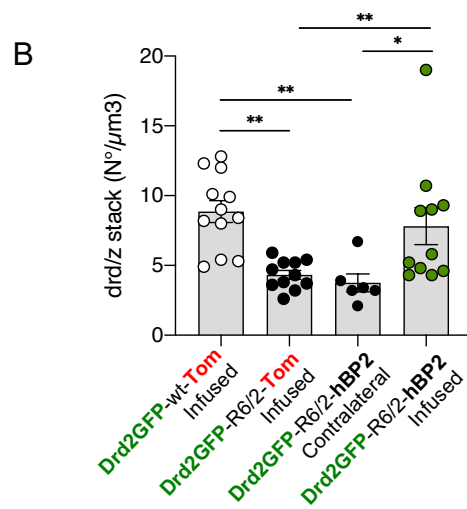 B
**
*
**
**
drd/z stack (N°/µm3)
20
15
10
5
0
Drd2GFP-wt-Tom
Infused
Drd2GFP-R6/2-Tom
Infused
Drd2GFP-R6/2-hBP2
Contralateral
Drd2GFP-R6/2-hBP2
Infused